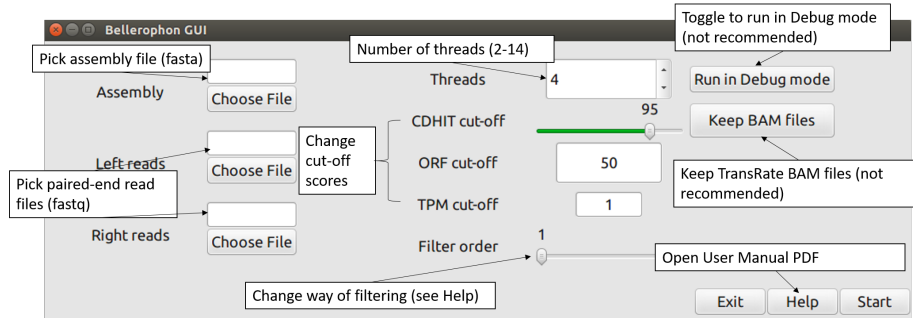 Bellerophon GUI
Toggle to run in Debug mode
(not recommended)
Pick assembly file (fasta)
Number of threads (2-14)
Assembly
Choose File
Threads
4
Run in Debug mode
Change
cut-off
scores
CDHIT cut-off
95
Keep BAM files
Left reads
Choose File
ORF cut-off
50
Keep TransRate BAM files (not
recommended)
Pick paired-end read
files (fastq)
TPM cut-off
1
Right reads
Choose File
Filter order
1
Open User Manual PDF
Change way of filtering (see Help)
Exit
Help
Start